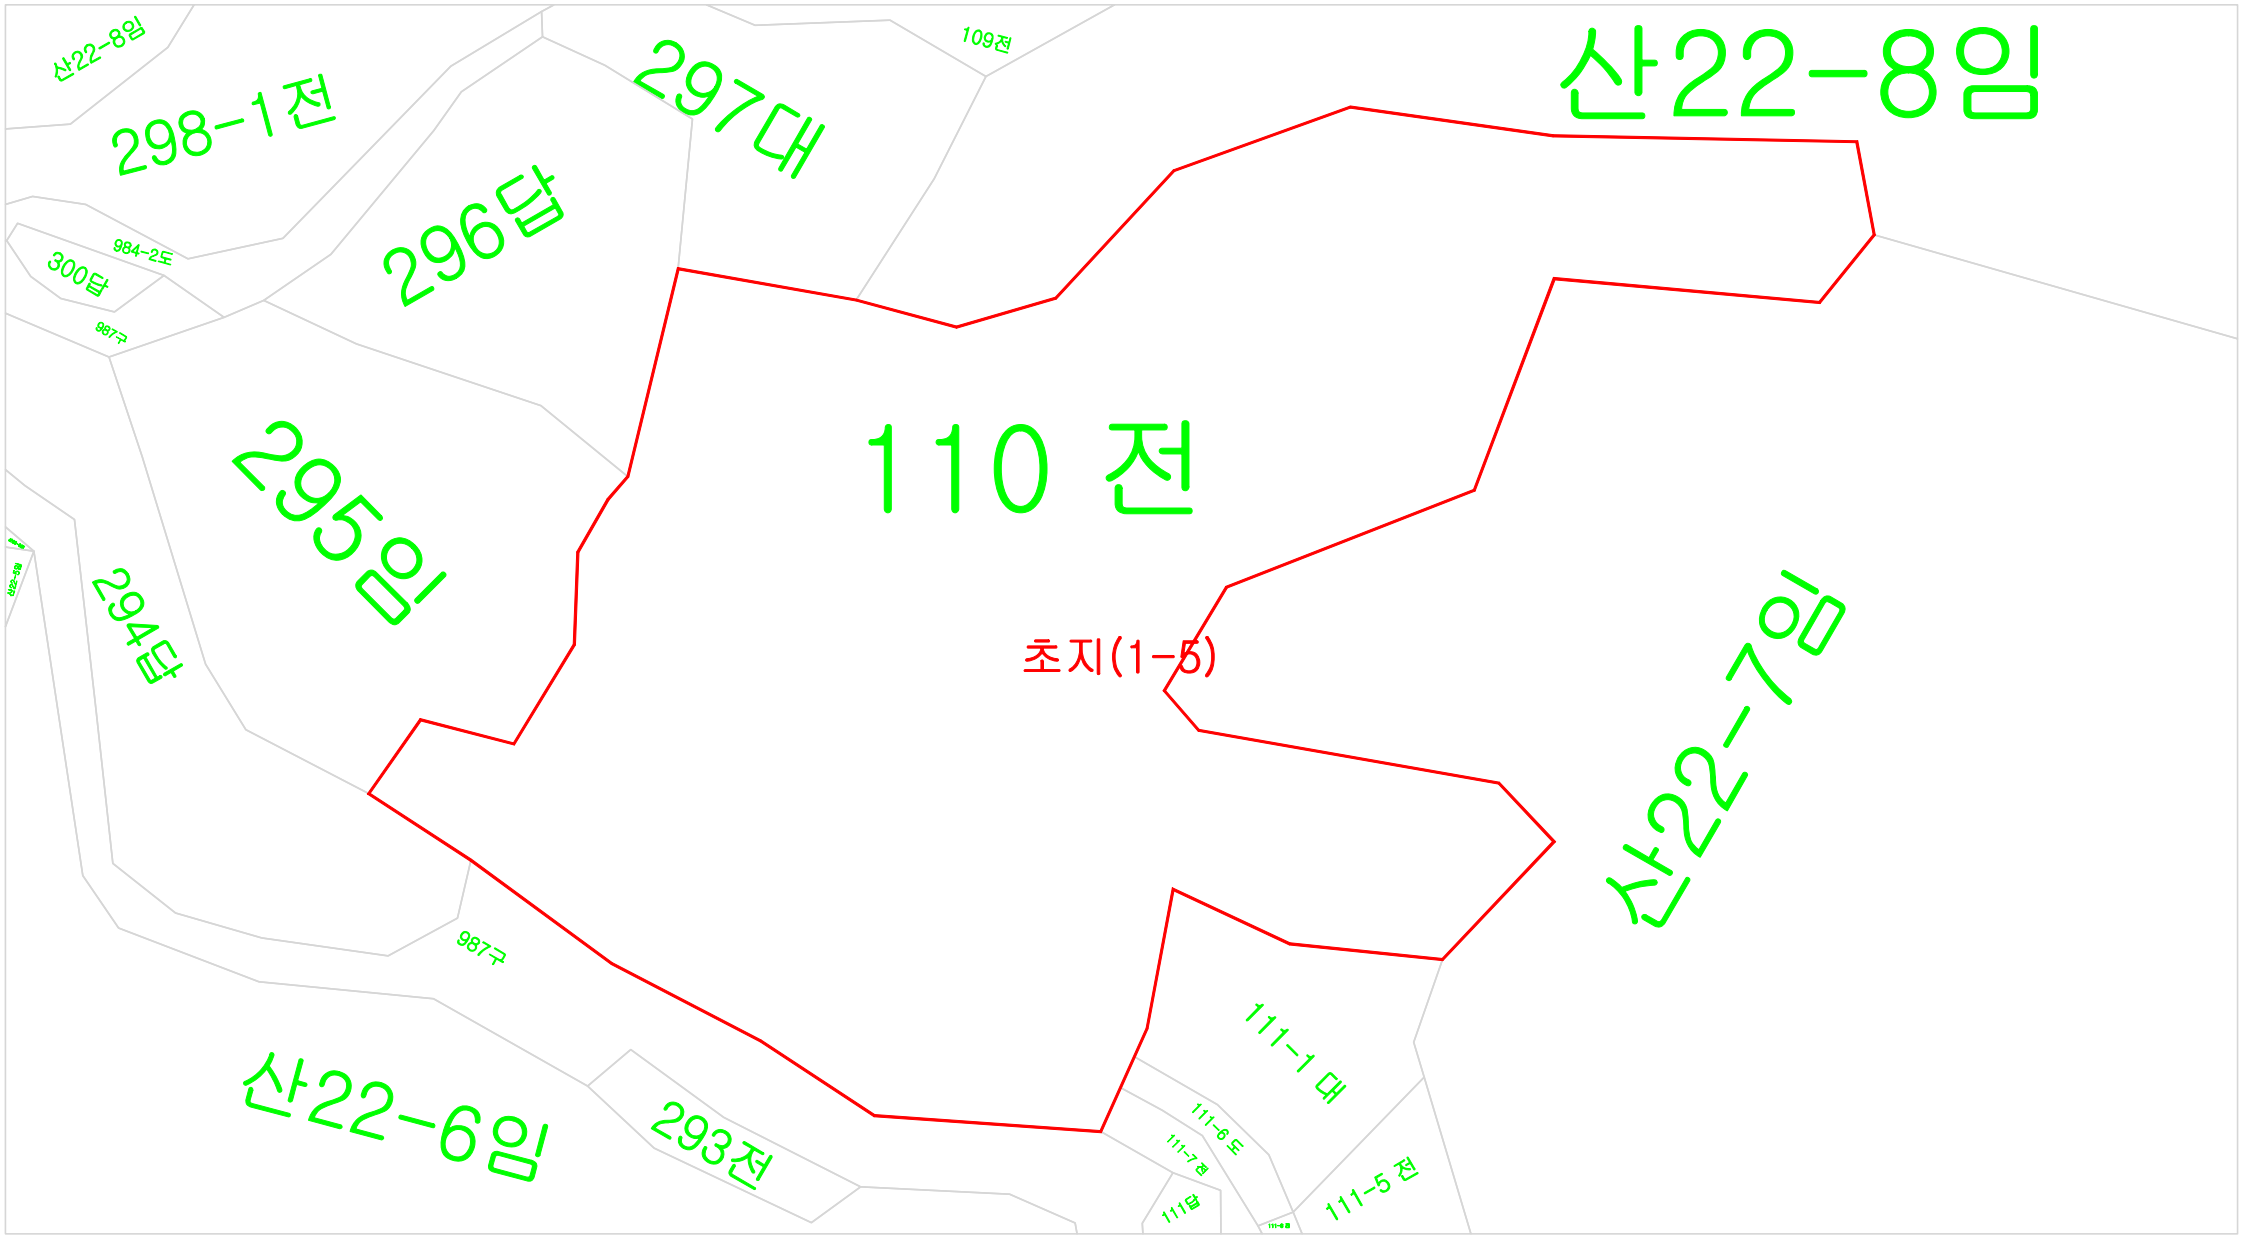 산22-8임
109전
산22-8임
297대
298-1전
296답
984-2도
300답
987구
295임
110 전
294답
초지(1-5)
산22-7임
987구
111-1 대
산22-6임
293전
111-6 도
111-7 전
111-5 전
111답